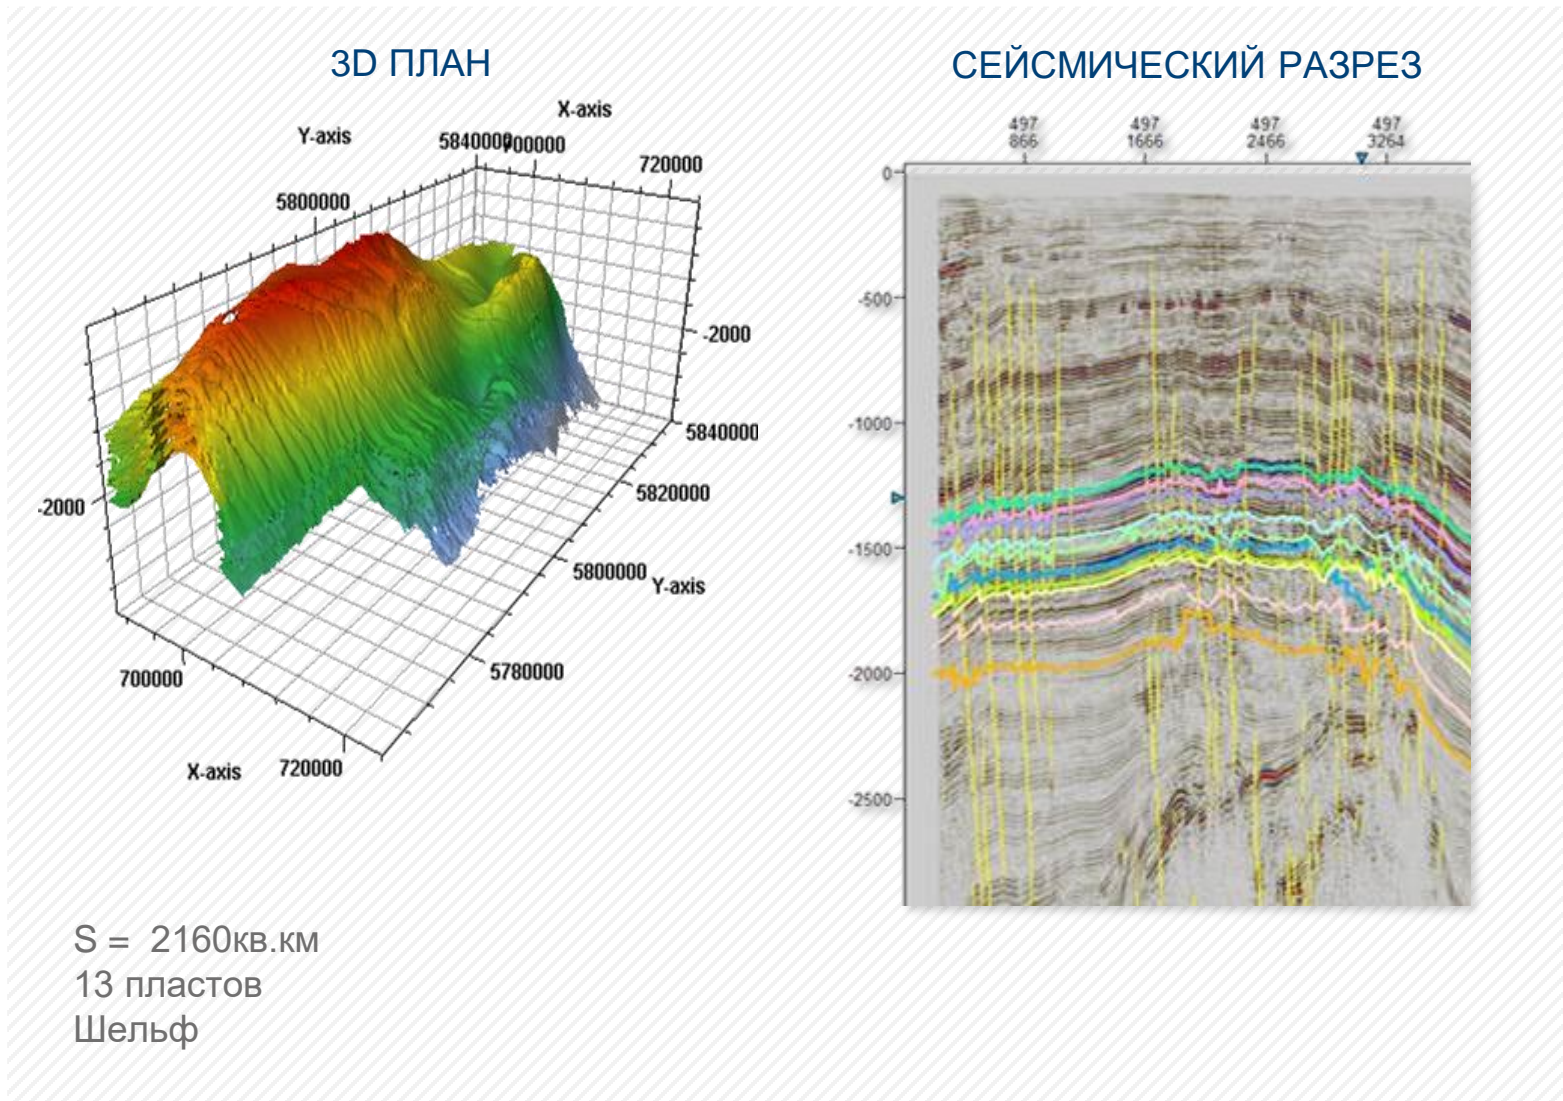 3D ПЛАН
СЕЙСМИЧЕСКИЙ РАЗРЕЗ
X-axis
Y-axis
5840000
700000
720000
5800000
-2000
5840000
5820000
-2000
5800000
Y-axis
5780000
700000
X-axis
720000
497 497 497 497
866 1666 2466 3264
0
-500
-1000
-1500
-2000
-2500
S = 2160кв.км
13 пластов
Шельф